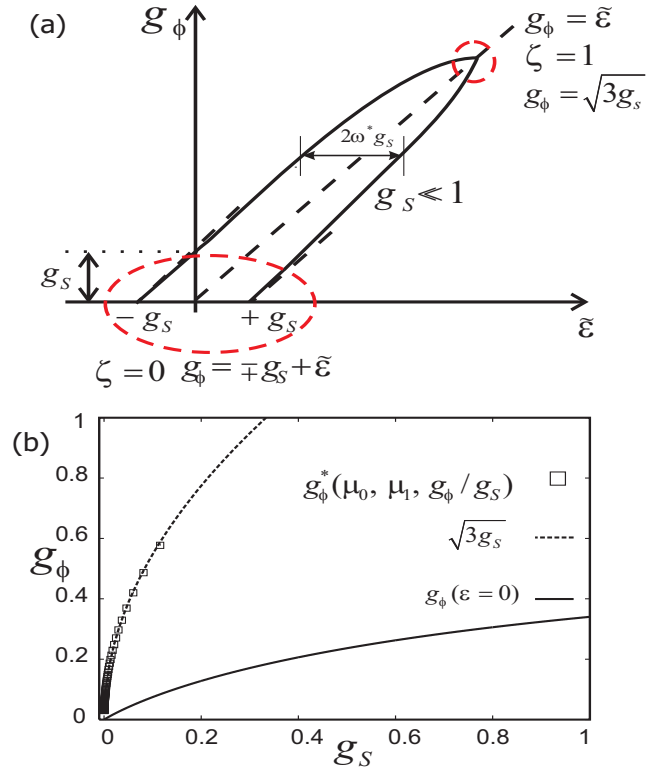 (a)
g_ϕ
g_ϕ = ε̃
ζ = 1
g_ϕ = √3g_s
2ω*g_S
g_S ≪ 1
g_S
− g_S + g_S ε̃
ζ = 0 g_ϕ = ∓g_S + ε̃
(b)
1
0.8
0.6
0.4
0.2
0
g_ϕ
g_ϕ^*(μ_0, μ_1, g_ϕ / g_S)
√3g_S
g_ϕ(ε = 0)
0 0.2 0.4 0.6 0.8 1
g_S